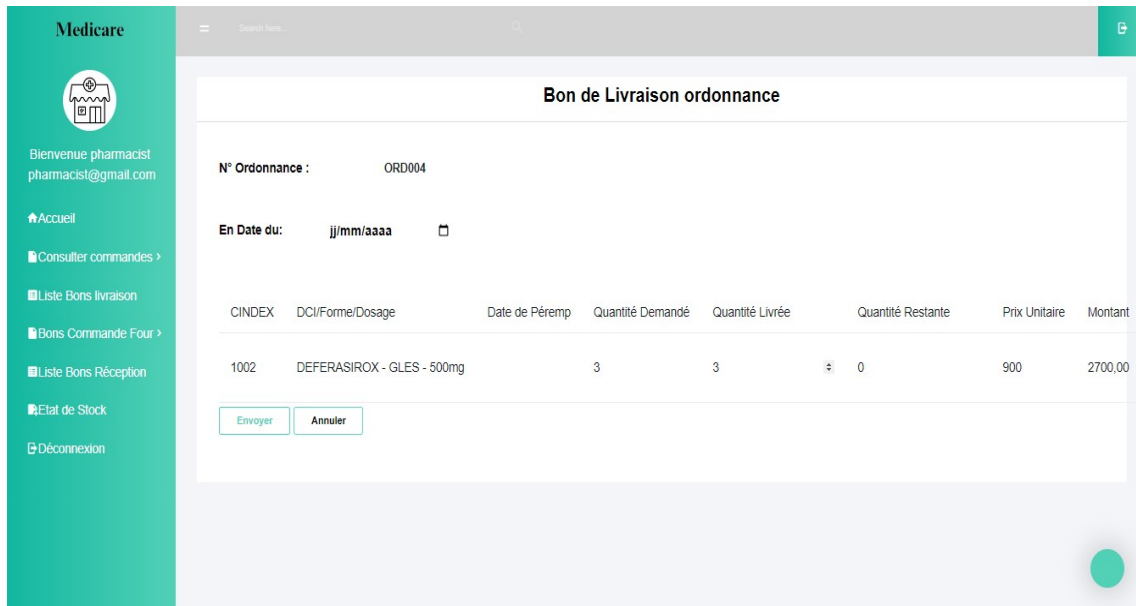 Medicare
Search here...
Bienvenue pharmacist
pharmacist@gmail.com
Accueil
Consulter commandes >
Liste Bons livraison
Bons Commande Four >
Liste Bons Réception
Etat de Stock
Déconnexion
Bon de Livraison ordonnance
N° Ordonnance : ORD004
En Date du: jj/mm/aaaa
CINDEX DCI/Forme/Dosage Date de Péremp Quantité Demandé Quantité Livrée Quantité Restante Prix Unitaire Montant
1002 DEFERASIROX - GLES - 500mg 3 3 0 900 2700,00
Envoyer Annuler